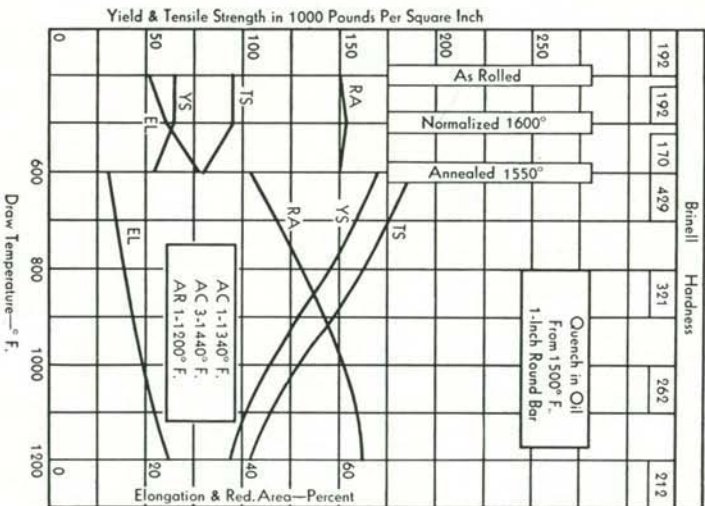 Yield & Tensile Strength in 1000 Pounds Per Square Inch
0
50
100
150
200
250
192
192
170
429
321
262
212
Brinell Hardness
As Rolled
Normalized 1600°
Annealed 1550°
RA
TS
YS
EL
TS
YS
RA
EL
Quench in Oil
From 1500° F.
1-Inch Round Bar
AC 1-1340° F.
AC 3-1440° F.
AR 1-1200° F.
600
800
1000
1200
Draw Temperature—° F.
0
20
40
60
Elongation & Red. Area—Percent